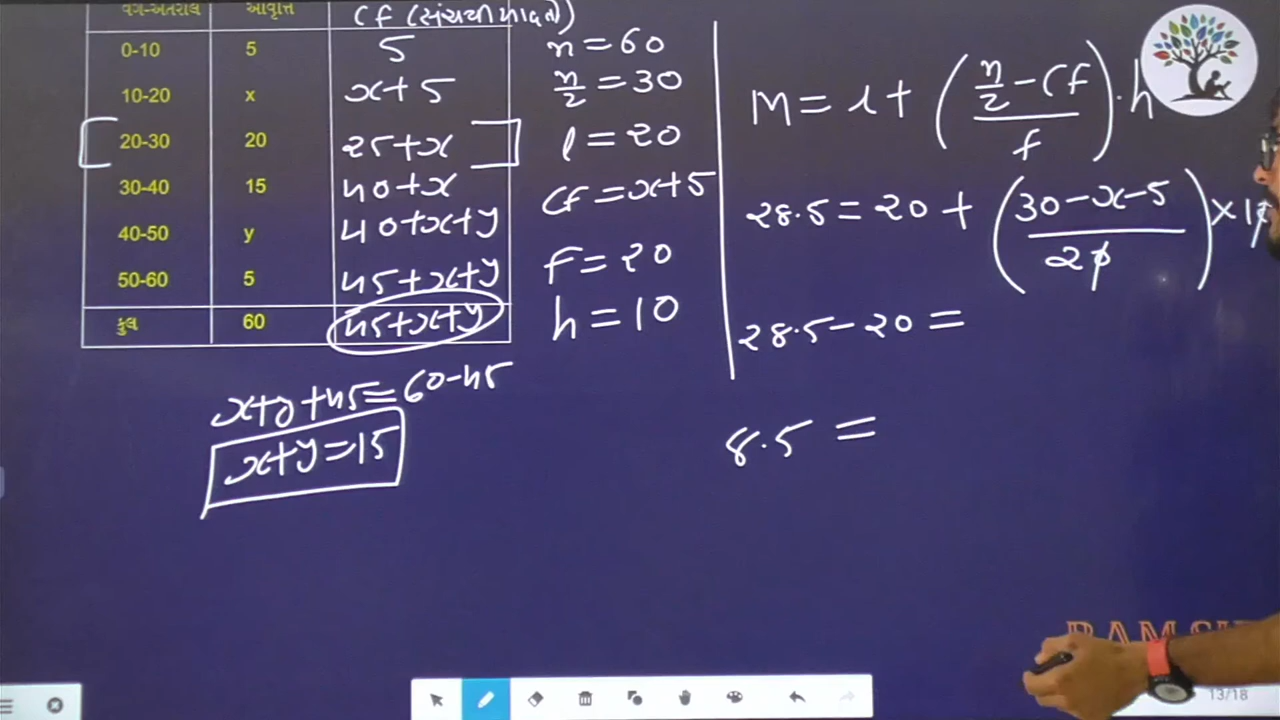 વર્ગ-અંતરાલ આવૃત્તિ cf (સંચયી
0-10 5 5
10-20 x x+5
20-30 20 25+x
30-40 15 40+x
40-50 y 40+x+y
50-60 5 45+x+y
કુલ 60 45+x+y
x+y+45=60-45
x+y=15
n=60
n/2=30
l=20
cf=x+5
f=20
h=10
M=l+((n/2-cf)/f).h
28.5=20+((30-x-5)/20)×10
28.5-20=
8.5=
13/18